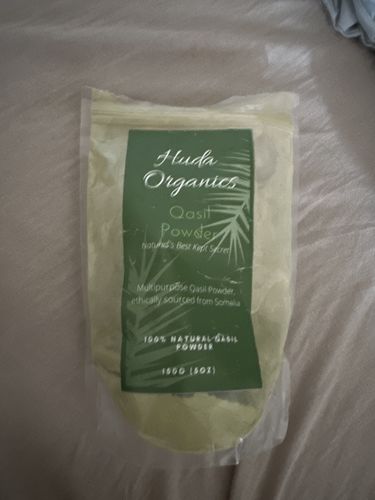 Huda
Organics
Qasil
Powder
Nature's Best Kept Secret
Multipurpose Qasil Powder,
ethically sourced from Somalia
100% NATURAL QASIL
POWDER
150G (5OZ)